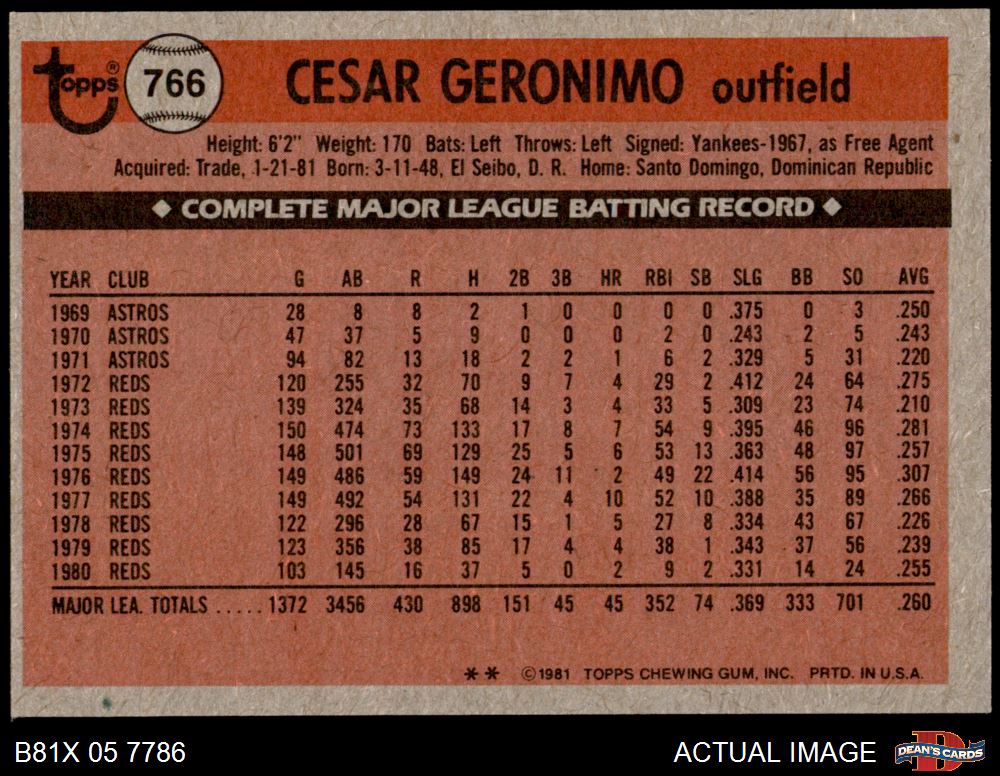 Topps® 766 CESAR GERONIMO outfield
Height: 6'2" Weight: 170 Bats: Left Throws: Left Signed: Yankees-1967, as Free Agent
Acquired: Trade, 1-21-81 Born: 3-11-48, El Seibo, D. R. Home: Santo Domingo, Dominican Republic
◆ COMPLETE MAJOR LEAGUE BATTING RECORD ◆
YEAR CLUB G AB R H 2B 3B HR RBI SB SLG BB SO AVG
1969 ASTROS 28 8 8 2 1 0 0 0 0 .375 0 3 .250
1970 ASTROS 47 37 5 9 0 0 0 2 0 .243 2 5 .243
1971 ASTROS 94 82 13 18 2 2 1 6 2 .329 5 31 .220
1972 REDS 120 255 32 70 9 7 4 29 2 .412 24 64 .275
1973 REDS 139 324 35 68 14 3 4 33 5 .309 23 74 .210
1974 REDS 150 474 73 133 17 8 7 54 9 .395 46 96 .281
1975 REDS 148 501 69 129 25 5 6 53 13 .363 48 97 .257
1976 REDS 149 486 59 149 24 11 2 49 22 .414 56 95 .307
1977 REDS 149 492 54 131 22 4 10 52 10 .388 35 89 .266
1978 REDS 122 296 28 67 15 1 5 27 8 .334 43 67 .226
1979 REDS 123 356 38 85 17 4 4 38 1 .343 37 56 .239
1980 REDS 103 145 16 37 5 0 2 9 2 .331 14 24 .255
MAJOR LEA. TOTALS ..... 1372 3456 430 898 151 45 45 352 74 .369 333 701 .260
** ©1981 TOPPS CHEWING GUM, INC. PRTD. IN U.S.A.
B81X 05 7786 ACTUAL IMAGE D DEAN'S CARDS